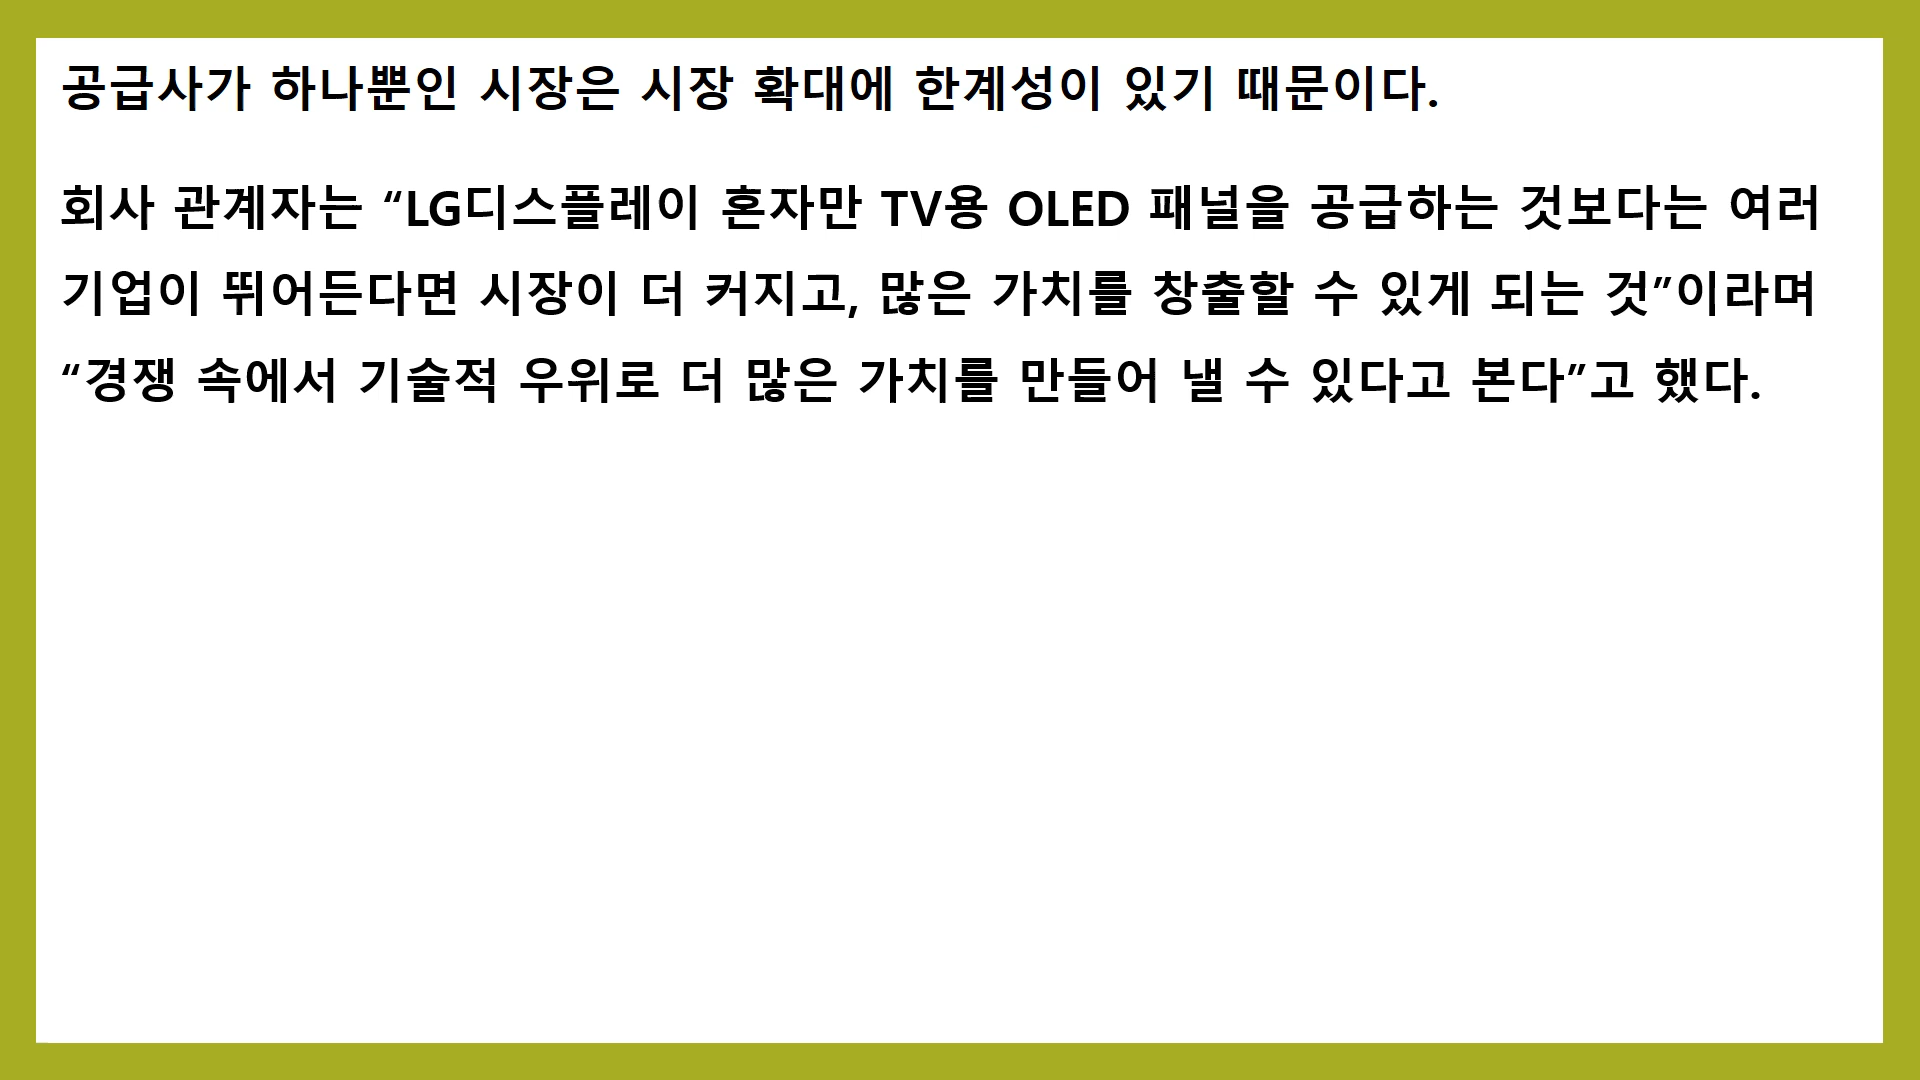 공급사가 하나뿐인 시장은 시장 확대에 한계성이 있기 때문이다.
회사 관계자는 “LG디스플레이 혼자만 TV용 OLED 패널을 공급하는 것보다는 여러
기업이 뛰어든다면 시장이 더 커지고, 많은 가치를 창출할 수 있게 되는 것”이라며
“경쟁 속에서 기술적 우위로 더 많은 가치를 만들어 낼 수 있다고 본다”고 했다.